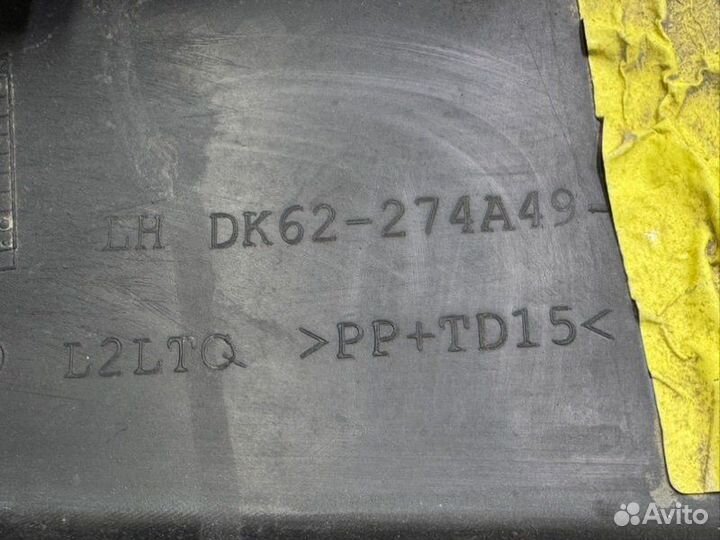 LH DK62-274A49-
L2LTQ >PP+TD15<
Avito